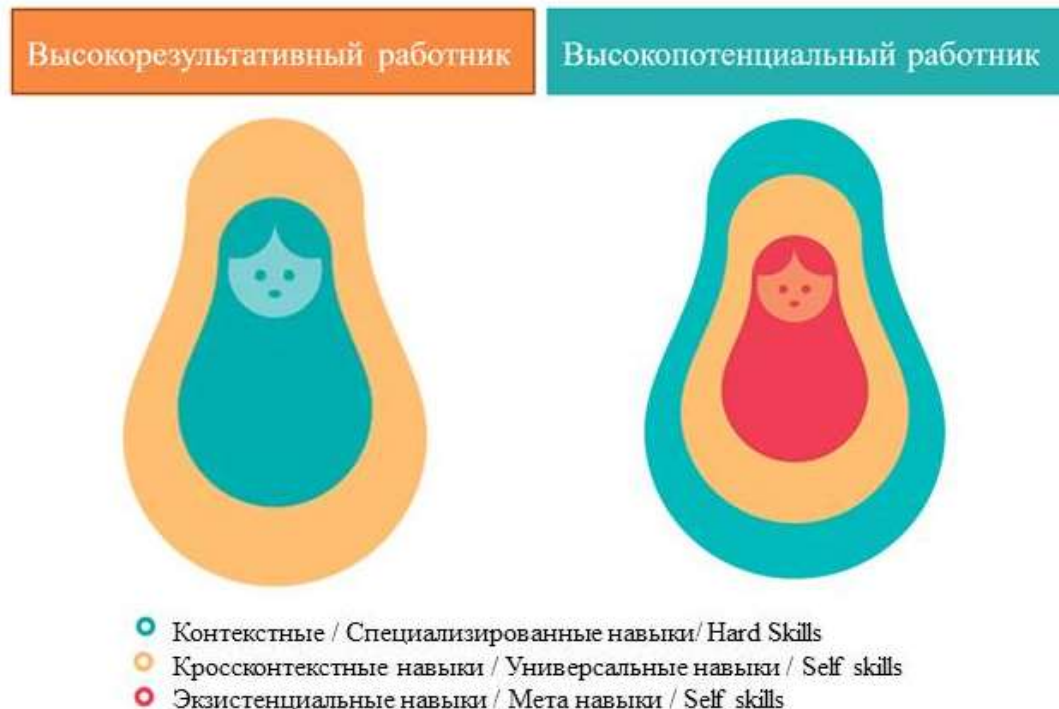 Высокорезультативный работник
Высокопотенциальный работник
Контекстные / Специализированные навыки/ Hard Skills
Кроссконтекстные навыки / Универсальные навыки / Self skills
Экзистенциальные навыки / Мета навыки / Self skills